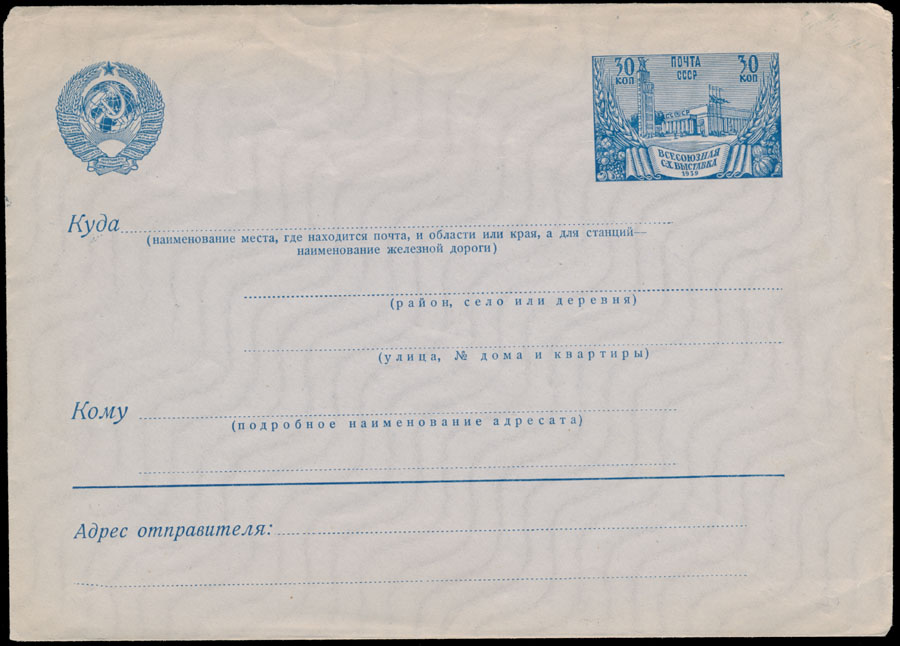 30 ПОЧТА 30
КОП СССР КОП
ВСЕСОЮЗНАЯ
С.Х. ВЫСТАВКА
1939
Куда
(наименование места, где находится почта, и области или края, а для станций—
наименование железной дороги)
(район, село или деревня)
(улица, № дома и квартиры)
Кому
(подробное наименование адресата)
Адрес отправителя: